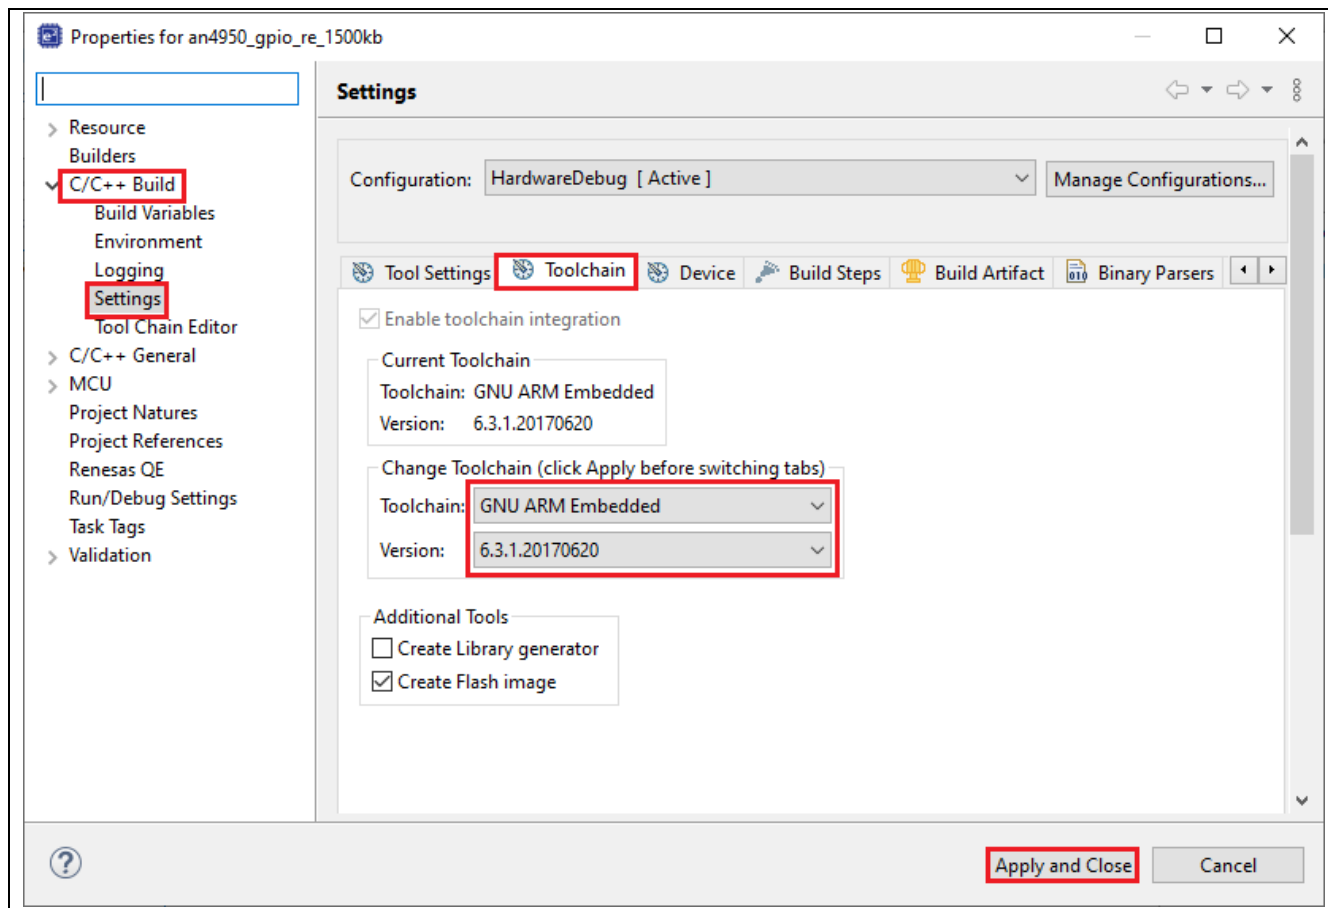 Properties for an4950_gpio_re_1500kb
Settings
Resource
Builders
C/C++ Build
Build Variables
Environment
Logging
Settings
Tool Chain Editor
C/C++ General
MCU
Project Natures
Project References
Renesas QE
Run/Debug Settings
Task Tags
Validation
Configuration: HardwareDebug [ Active ] Manage Configurations...
Tool Settings Toolchain Device Build Steps Build Artifact Binary Parsers
Enable toolchain integration
Current Toolchain
Toolchain: GNU ARM Embedded
Version: 6.3.1.20170620
Change Toolchain (click Apply before switching tabs)
Toolchain: GNU ARM Embedded
Version: 6.3.1.20170620
Additional Tools
Create Library generator
Create Flash image
Apply and Close Cancel